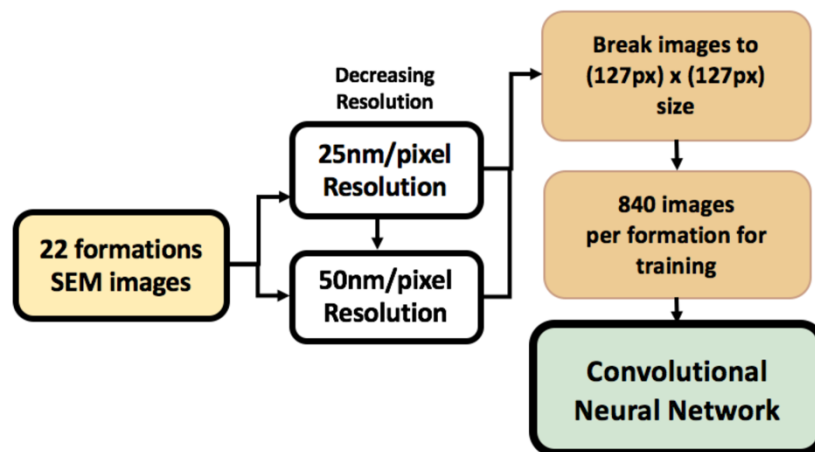 22 formations
SEM images
Decreasing
Resolution
25nm/pixel
Resolution
50nm/pixel
Resolution
Break images to
(127px) x (127px)
size
840 images
per formation for
training
Convolutional
Neural Network